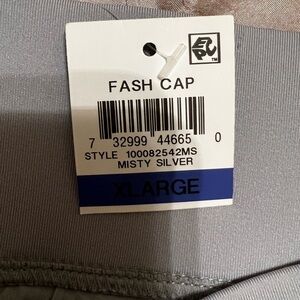 FASH CAP
7 32999 44665 0
STYLE 100082542MS
MISTY SILVER
XLARGE